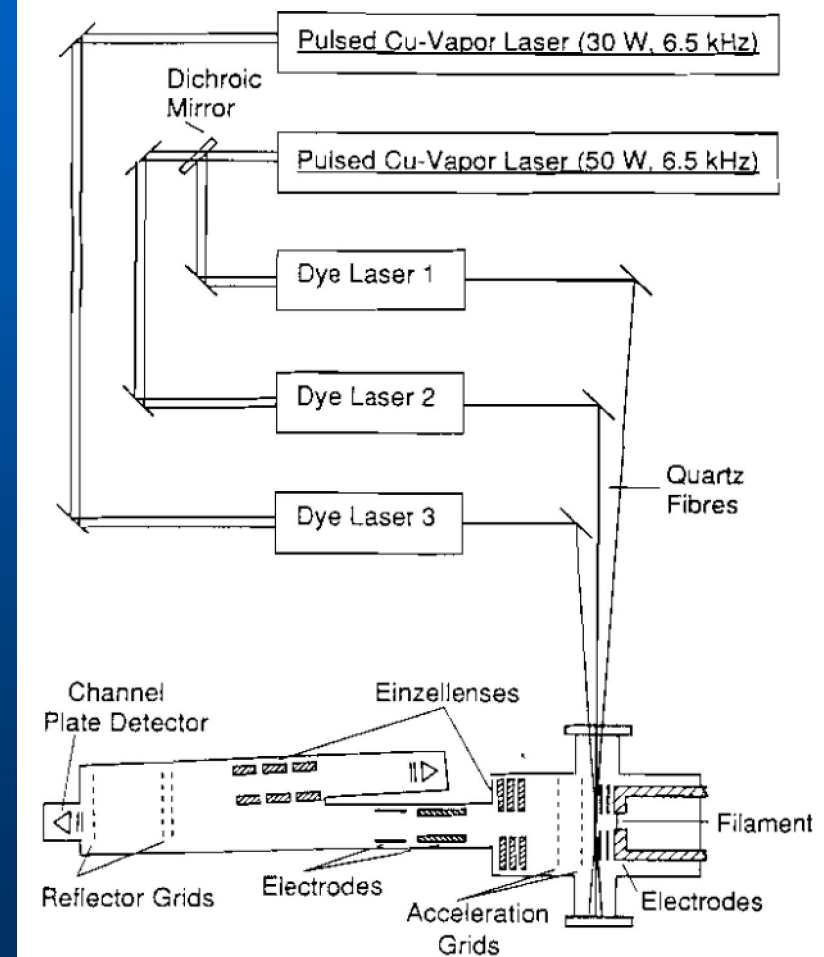 Pulsed Cu-Vapor Laser (30 W, 6.5 kHz)
Dichroic
Mirror
Pulsed Cu-Vapor Laser (50 W, 6.5 kHz)
Dye Laser 1
Dye Laser 2
Quartz
Fibres
Dye Laser 3
Channel
Plate Detector
Einzellenses
Filament
Reflector Grids
Electrodes
Acceleration
Grids
Electrodes